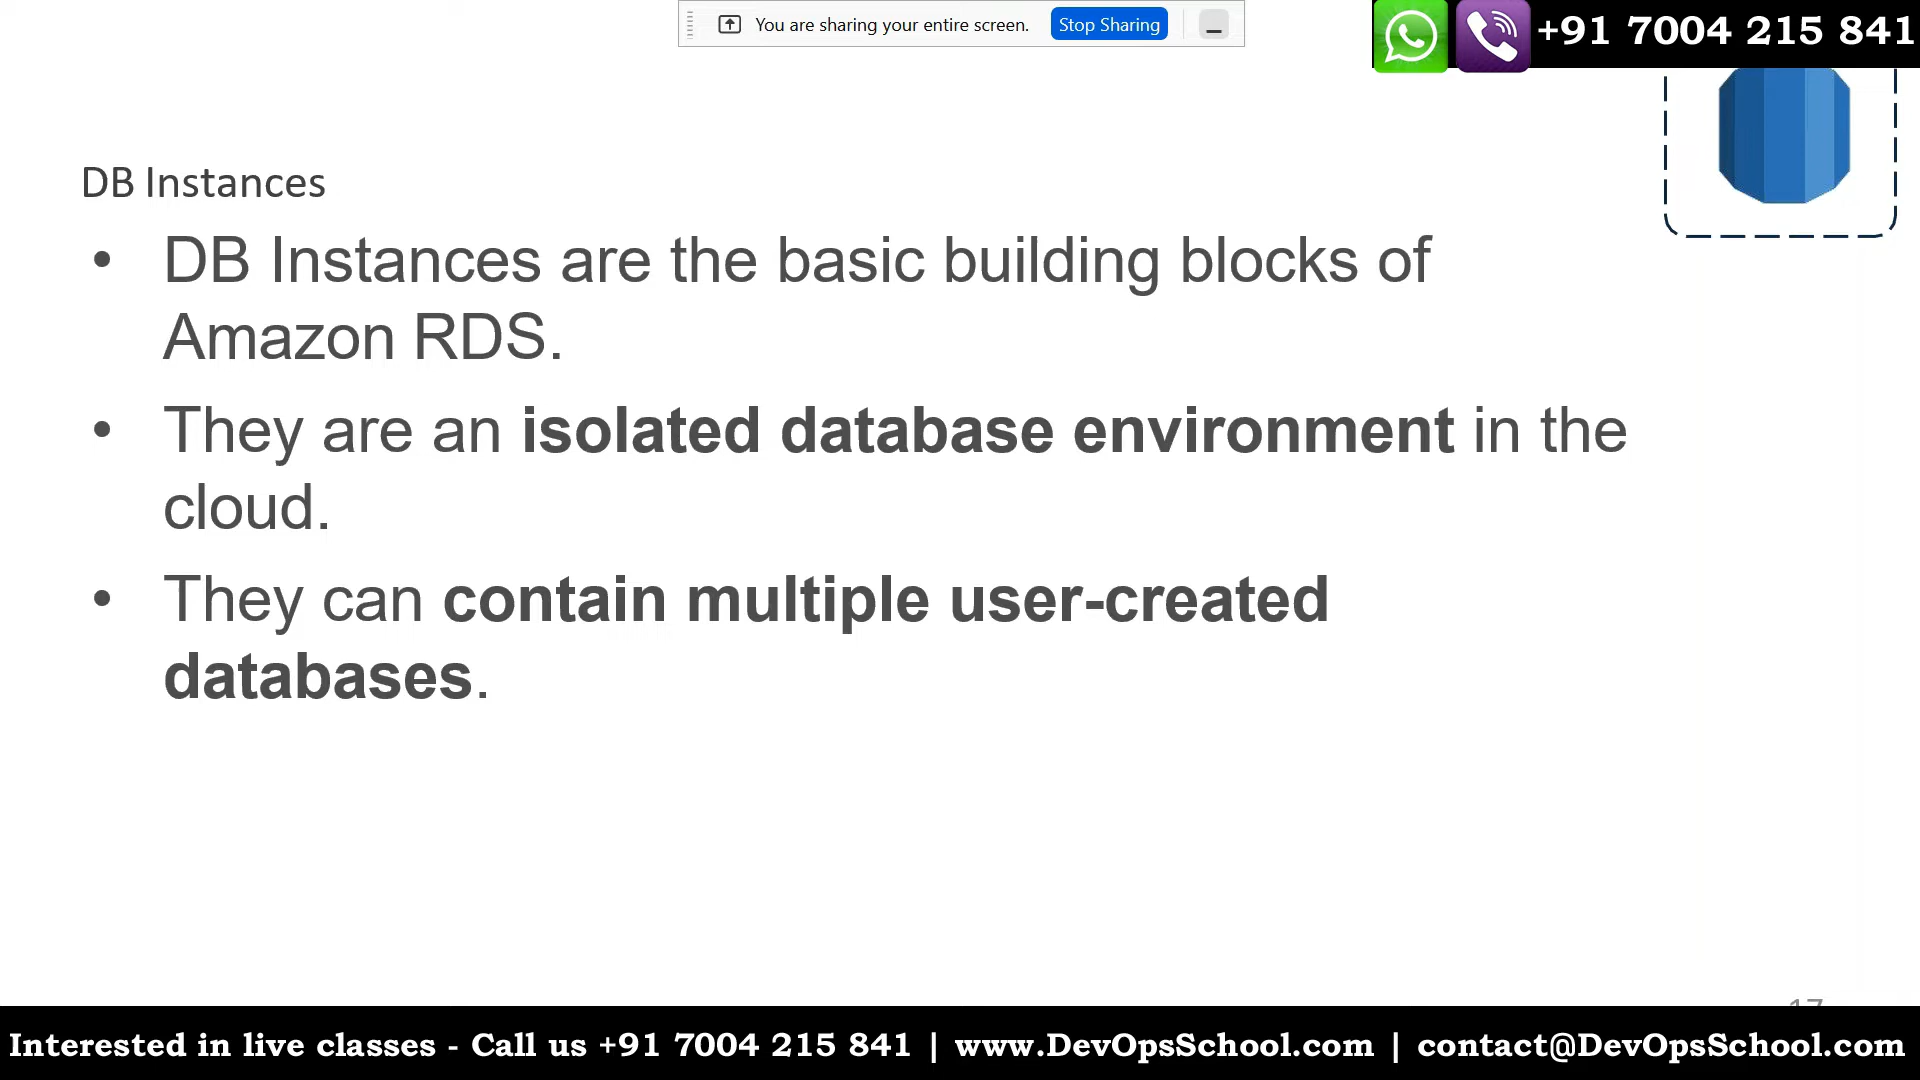 You are sharing your entire screen. Stop Sharing
+91 7004 215 841
DB Instances
• DB Instances are the basic building blocks of
Amazon RDS.
• They are an isolated database environment in the
cloud.
• They can contain multiple user-created
databases.
Interested in live classes - Call us +91 7004 215 841 | www.DevOpsSchool.com | contact@DevOpsSchool.com